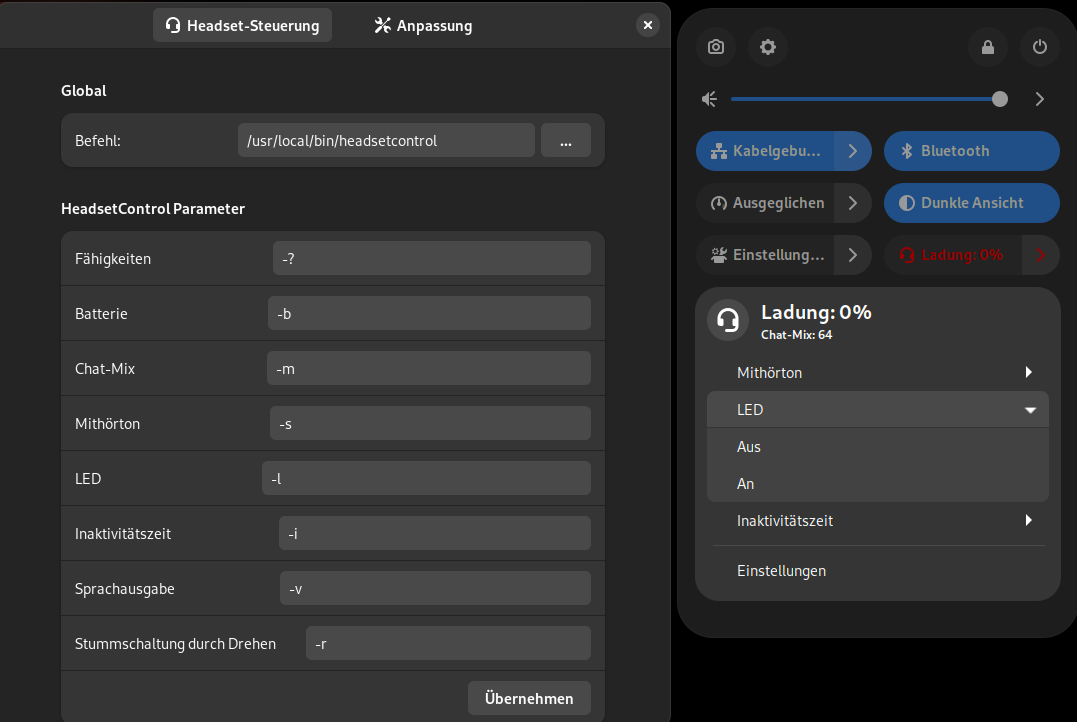 Headset-Steuerung
Anpassung
Global
Befehl:
/usr/local/bin/headsetcontrol
...
HeadsetControl Parameter
Fähigkeiten
-?
Batterie
-b
Chat-Mix
-m
Mithörton
-s
LED
-l
Inaktivitätszeit
-i
Sprachausgabe
-v
Stummschaltung durch Drehen
-r
Übernehmen
Kabelgebu...
Bluetooth
Ausgeglichen
Dunkle Ansicht
Einstellung...
Ladung: 0%
Ladung: 0%
Chat-Mix: 64
Mithörton
LED
Aus
An
Inaktivitätszeit
Einstellungen